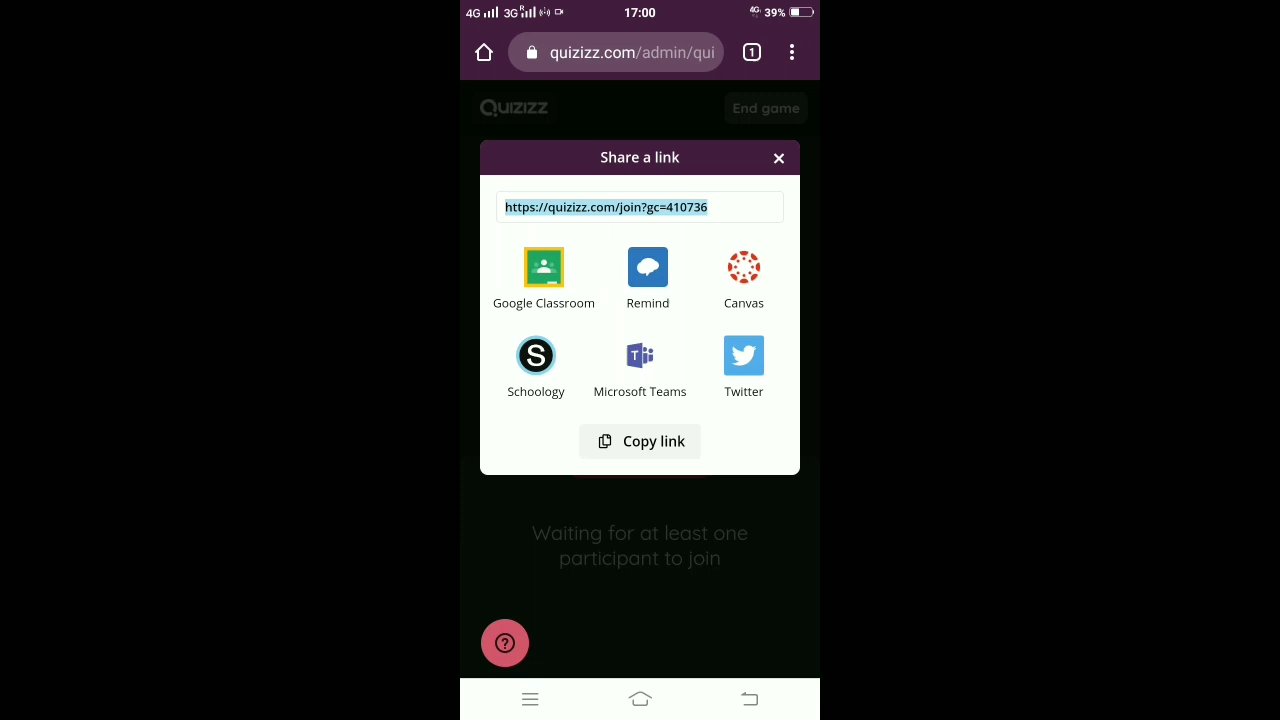 4G 3G R 17:00 4G 39%
quizizz.com/admin/qui 1
Quizizz End game
Share a link
https://quizizz.com/join?gc=410736
Google Classroom Remind Canvas
S T
Schoology Microsoft Teams Twitter
Copy link
Waiting for at least one
participant to join
?